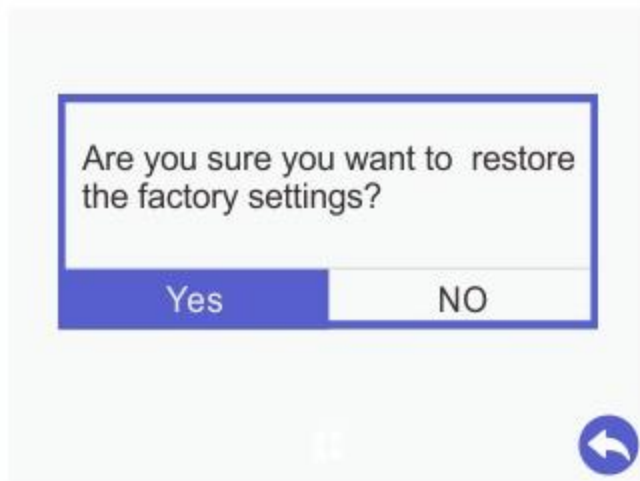 Are you sure you want to  restore
the factory settings?
Yes
NO